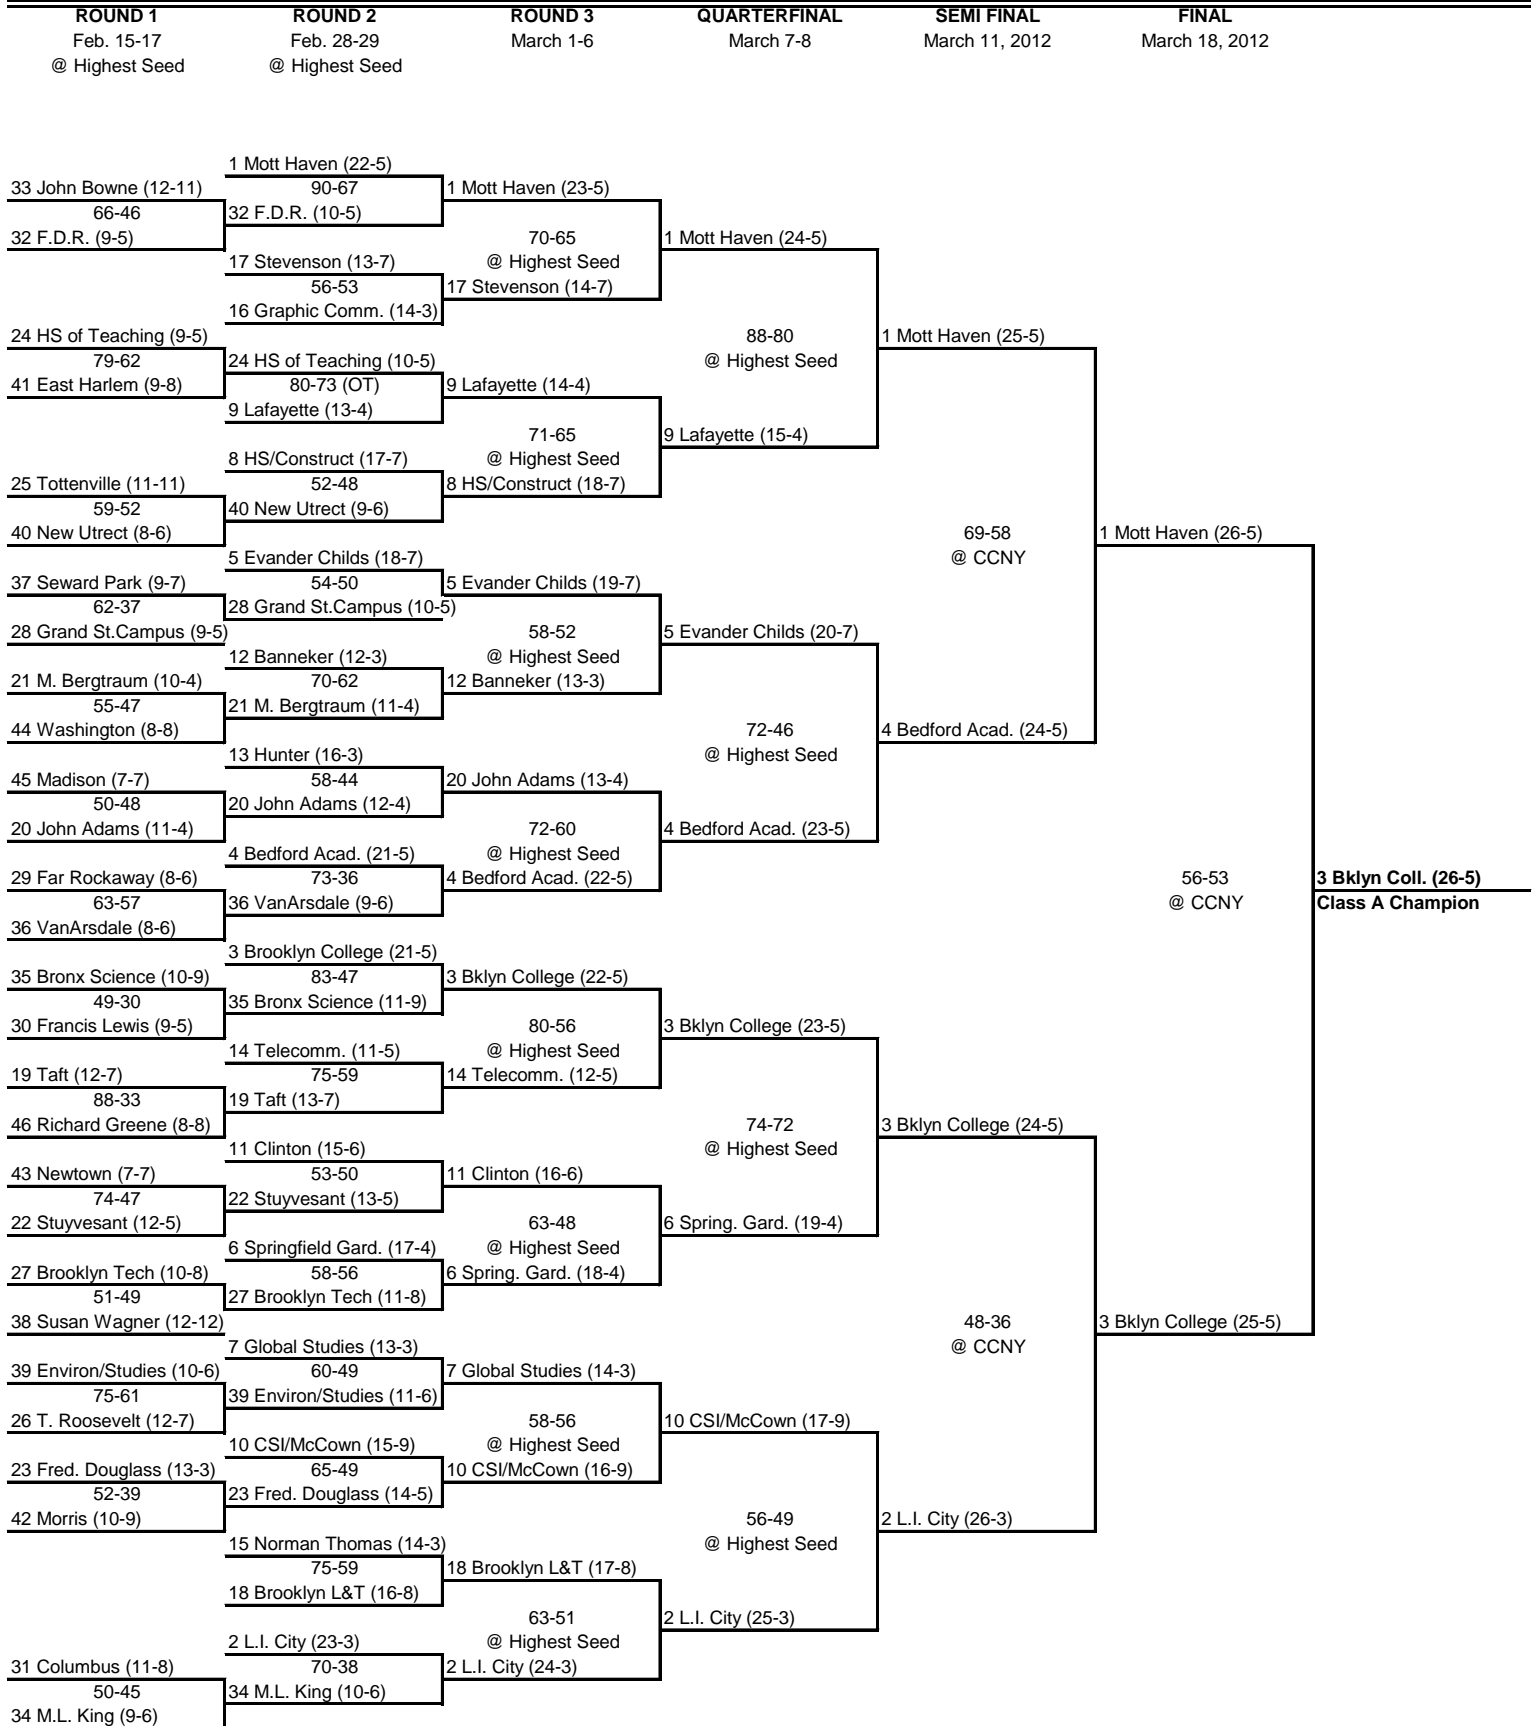 ROUND 1 ROUND 2 ROUND 3 QUARTERFINAL SEMI FINAL FINAL
Feb. 15-17 Feb. 28-29 March 1-6 March 7-8 March 11, 2012 March 18, 2012
@ Highest Seed @ Highest Seed
1 Mott Haven (22-5)
33 John Bowne (12-11) 90-67 1 Mott Haven (23-5)
66-46 32 F.D.R. (10-5)
32 F.D.R. (9-5) 70-65 1 Mott Haven (24-5)
17 Stevenson (13-7) @ Highest Seed
56-53 17 Stevenson (14-7)
16 Graphic Comm. (14-3)
24 HS of Teaching (9-5) 88-80 1 Mott Haven (25-5)
79-62 24 HS of Teaching (10-5) @ Highest Seed
41 East Harlem (9-8) 80-73 (OT) 9 Lafayette (14-4)
9 Lafayette (13-4)
71-65 9 Lafayette (15-4)
8 HS/Construct (17-7) @ Highest Seed
25 Tottenville (11-11) 52-48 8 HS/Construct (18-7)
59-52 40 New Utrect (9-6)
40 New Utrect (8-6) 69-58 1 Mott Haven (26-5)
5 Evander Childs (18-7) @ CCNY
37 Seward Park (9-7) 54-50 5 Evander Childs (19-7)
62-37 28 Grand St.Campus (10-5)
28 Grand St.Campus (9-5) 58-52 5 Evander Childs (20-7)
12 Banneker (12-3) @ Highest Seed
21 M. Bergtraum (10-4) 70-62 12 Banneker (13-3)
55-47 21 M. Bergtraum (11-4)
44 Washington (8-8) 72-46 4 Bedford Acad. (24-5)
13 Hunter (16-3) @ Highest Seed
45 Madison (7-7) 58-44 20 John Adams (13-4)
50-48 20 John Adams (12-4)
20 John Adams (11-4) 72-60 4 Bedford Acad. (23-5)
4 Bedford Acad. (21-5) @ Highest Seed
29 Far Rockaway (8-6) 73-36 4 Bedford Acad. (22-5) 56-53 3 Bklyn Coll. (26-5)
63-57 36 VanArsdale (9-6) @ CCNY Class A Champion
36 VanArsdale (8-6)
3 Brooklyn College (21-5)
35 Bronx Science (10-9) 83-47 3 Bklyn College (22-5)
49-30 35 Bronx Science (11-9)
30 Francis Lewis (9-5) 80-56 3 Bklyn College (23-5)
14 Telecomm. (11-5) @ Highest Seed
19 Taft (12-7) 75-59 14 Telecomm. (12-5)
88-33 19 Taft (13-7)
46 Richard Greene (8-8) 74-72 3 Bklyn College (24-5)
11 Clinton (15-6) @ Highest Seed
43 Newtown (7-7) 53-50 11 Clinton (16-6)
74-47 22 Stuyvesant (13-5)
22 Stuyvesant (12-5) 63-48 6 Spring. Gard. (19-4)
6 Springfield Gard. (17-4) @ Highest Seed
27 Brooklyn Tech (10-8) 58-56 6 Spring. Gard. (18-4)
51-49 27 Brooklyn Tech (11-8)
38 Susan Wagner (12-12) 48-36 3 Bklyn College (25-5)
7 Global Studies (13-3) @ CCNY
39 Environ/Studies (10-6) 60-49 7 Global Studies (14-3)
75-61 39 Environ/Studies (11-6)
26 T. Roosevelt (12-7) 58-56 10 CSI/McCown (17-9)
10 CSI/McCown (15-9) @ Highest Seed
23 Fred. Douglass (13-3) 65-49 10 CSI/McCown (16-9)
52-39 23 Fred. Douglass (14-5)
42 Morris (10-9) 56-49 2 L.I. City (26-3)
15 Norman Thomas (14-3) @ Highest Seed
75-59 18 Brooklyn L&T (17-8)
18 Brooklyn L&T (16-8)
63-51 2 L.I. City (25-3)
2 L.I. City (23-3) @ Highest Seed
31 Columbus (11-8) 70-38 2 L.I. City (24-3)
50-45 34 M.L. King (10-6)
34 M.L. King (9-6)